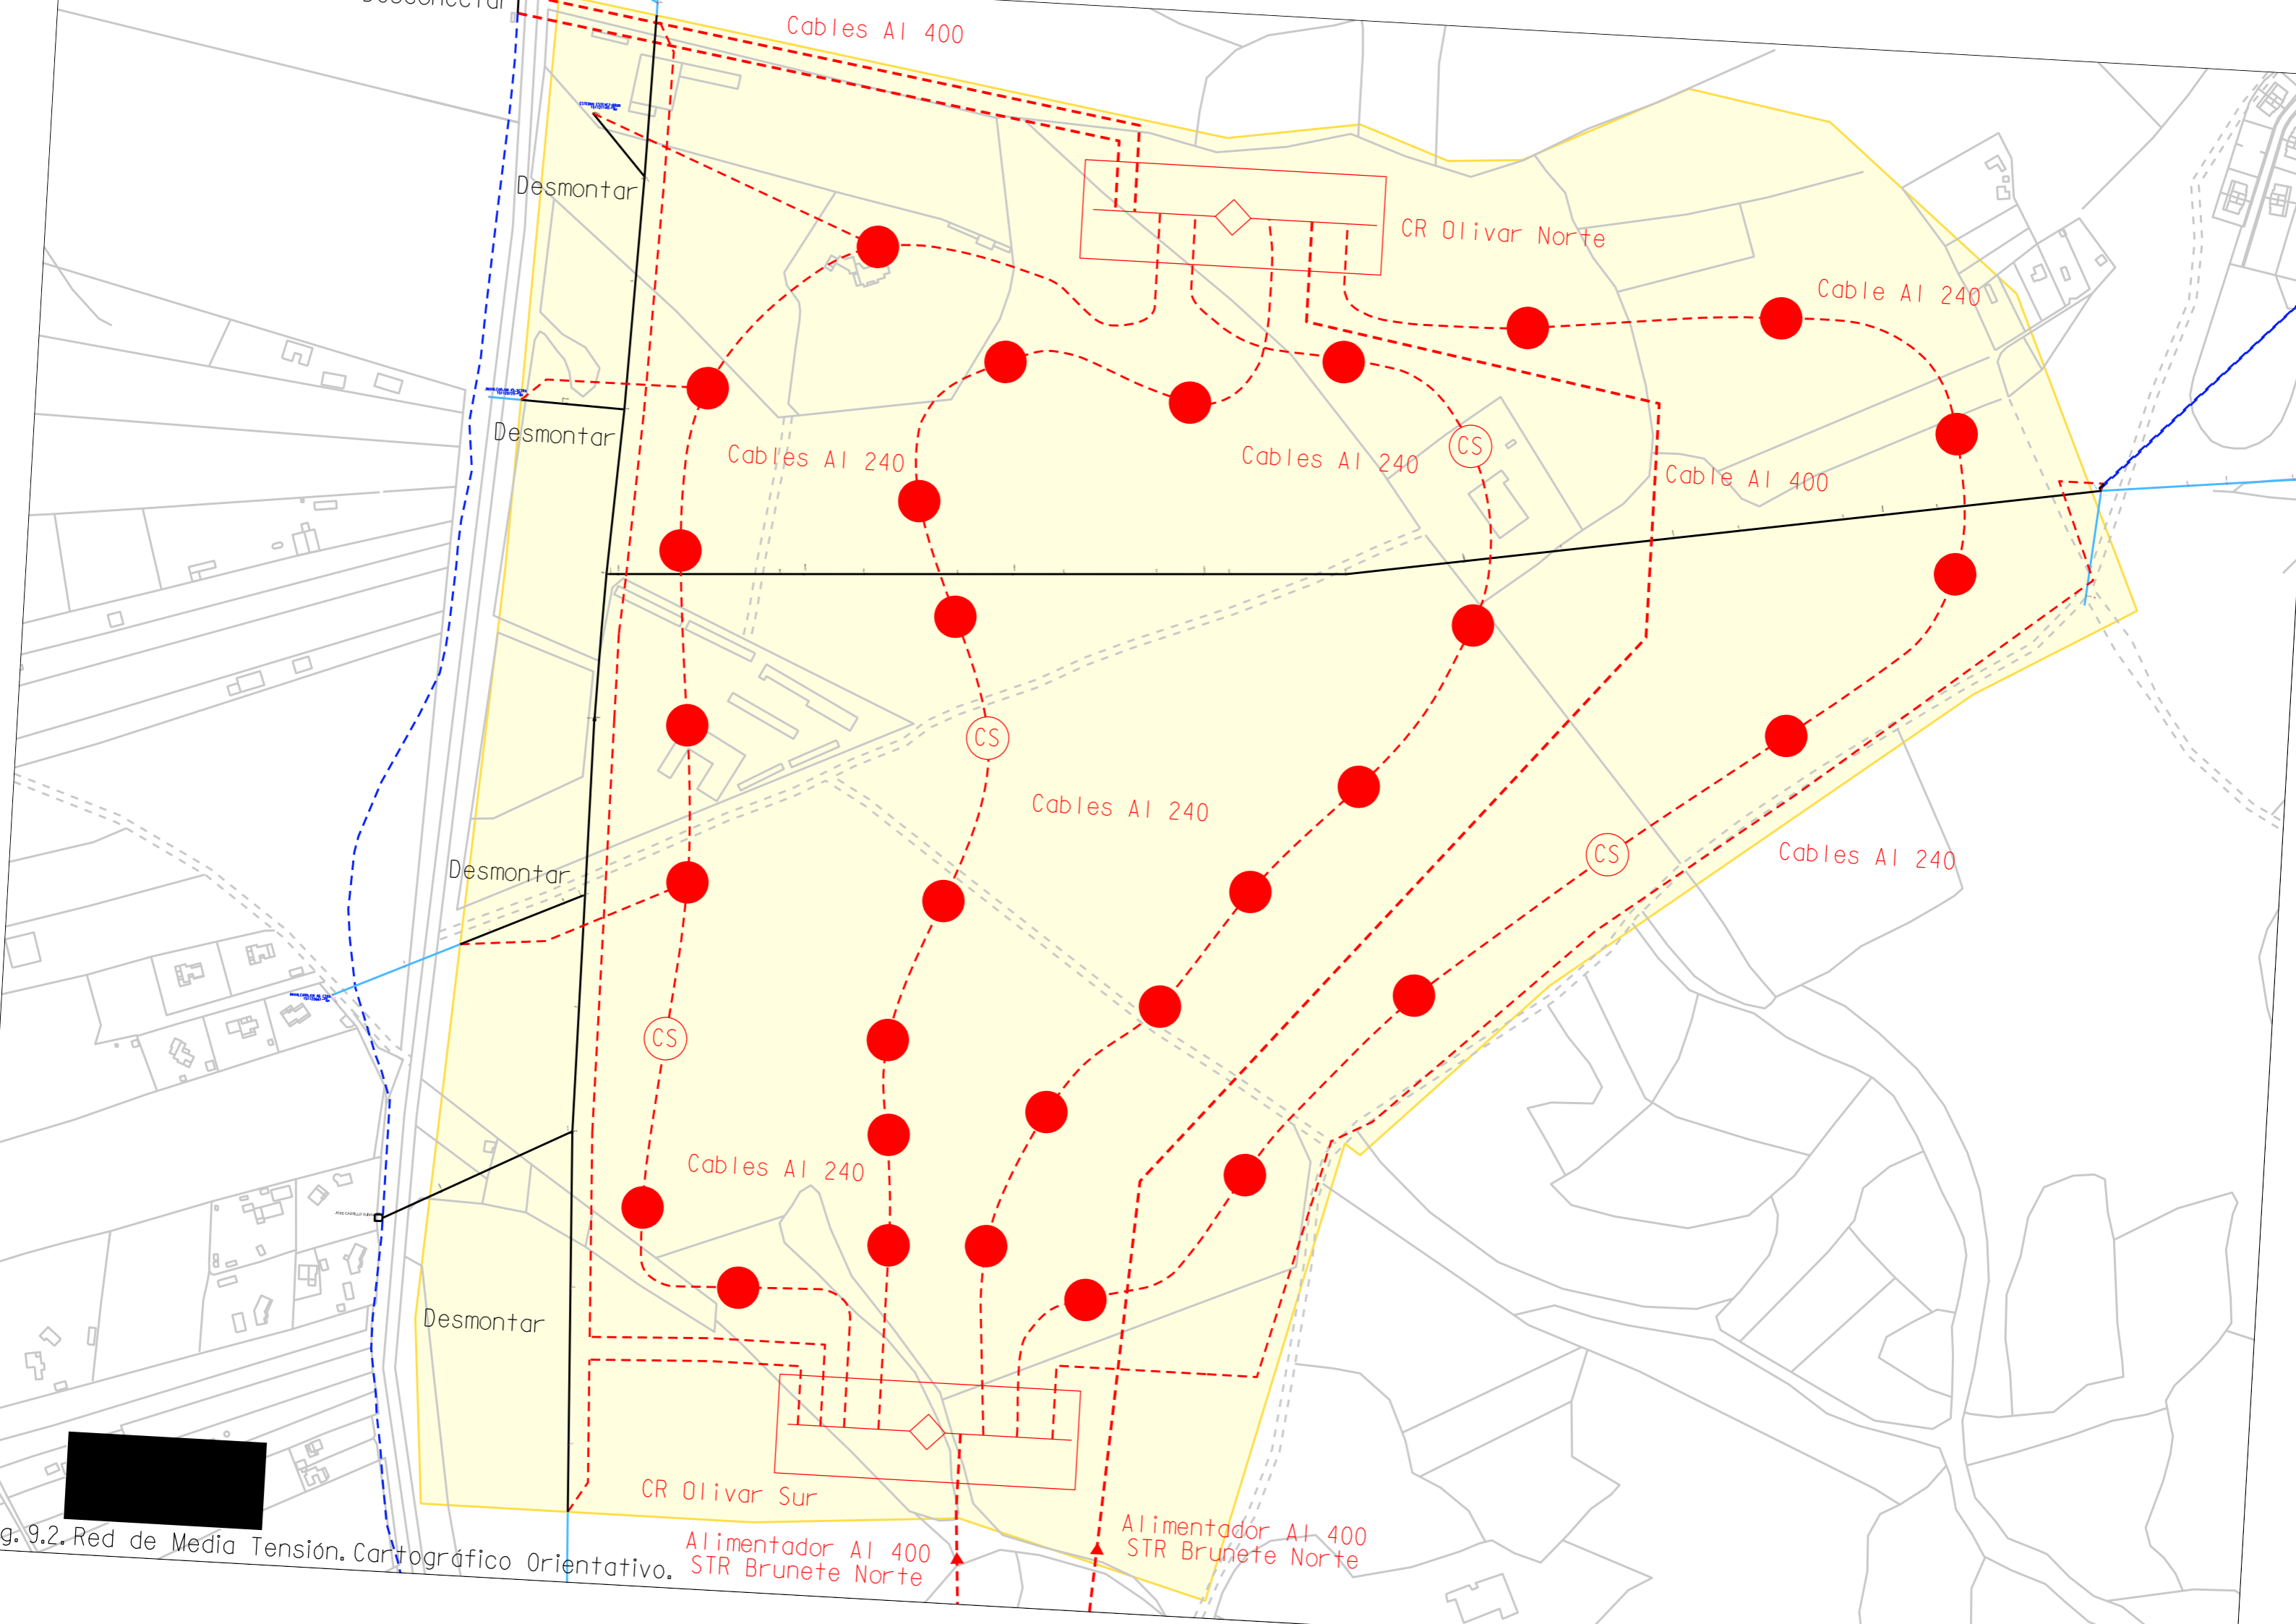 Desconectar
Cables Al 400
Desmontar
CR Olivar Norte
Cable Al 240
Desmontar
Cables Al 240
Cables Al 240
CS
Cable Al 400
CS
Cables Al 240
Desmontar
CS
Cables Al 240
CS
Cables Al 240
Desmontar
CR Olivar Sur
Alimentador Al 400
STR Brunete Norte
Alimentador Al 400
STR Brunete Norte
g. 9.2. Red de Media Tensión. Cartográfico Orientativo.